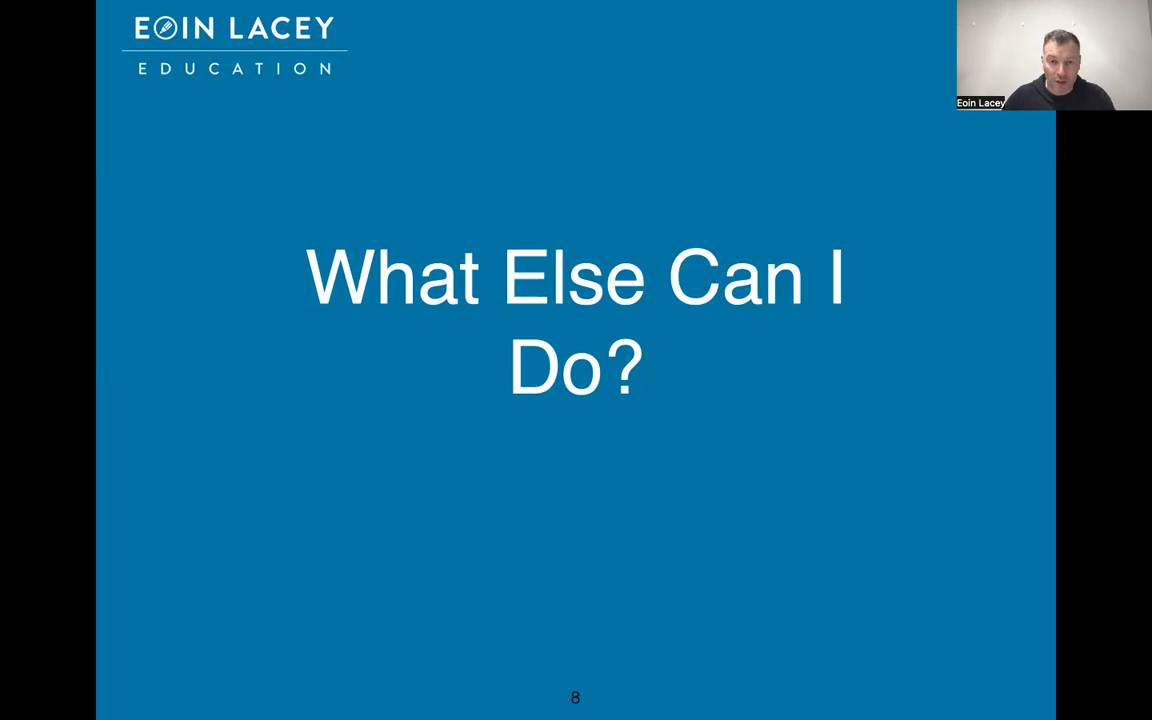 EOIN LACEY
EDUCATION
Eoin Lacey
What Else Can I
Do?
8